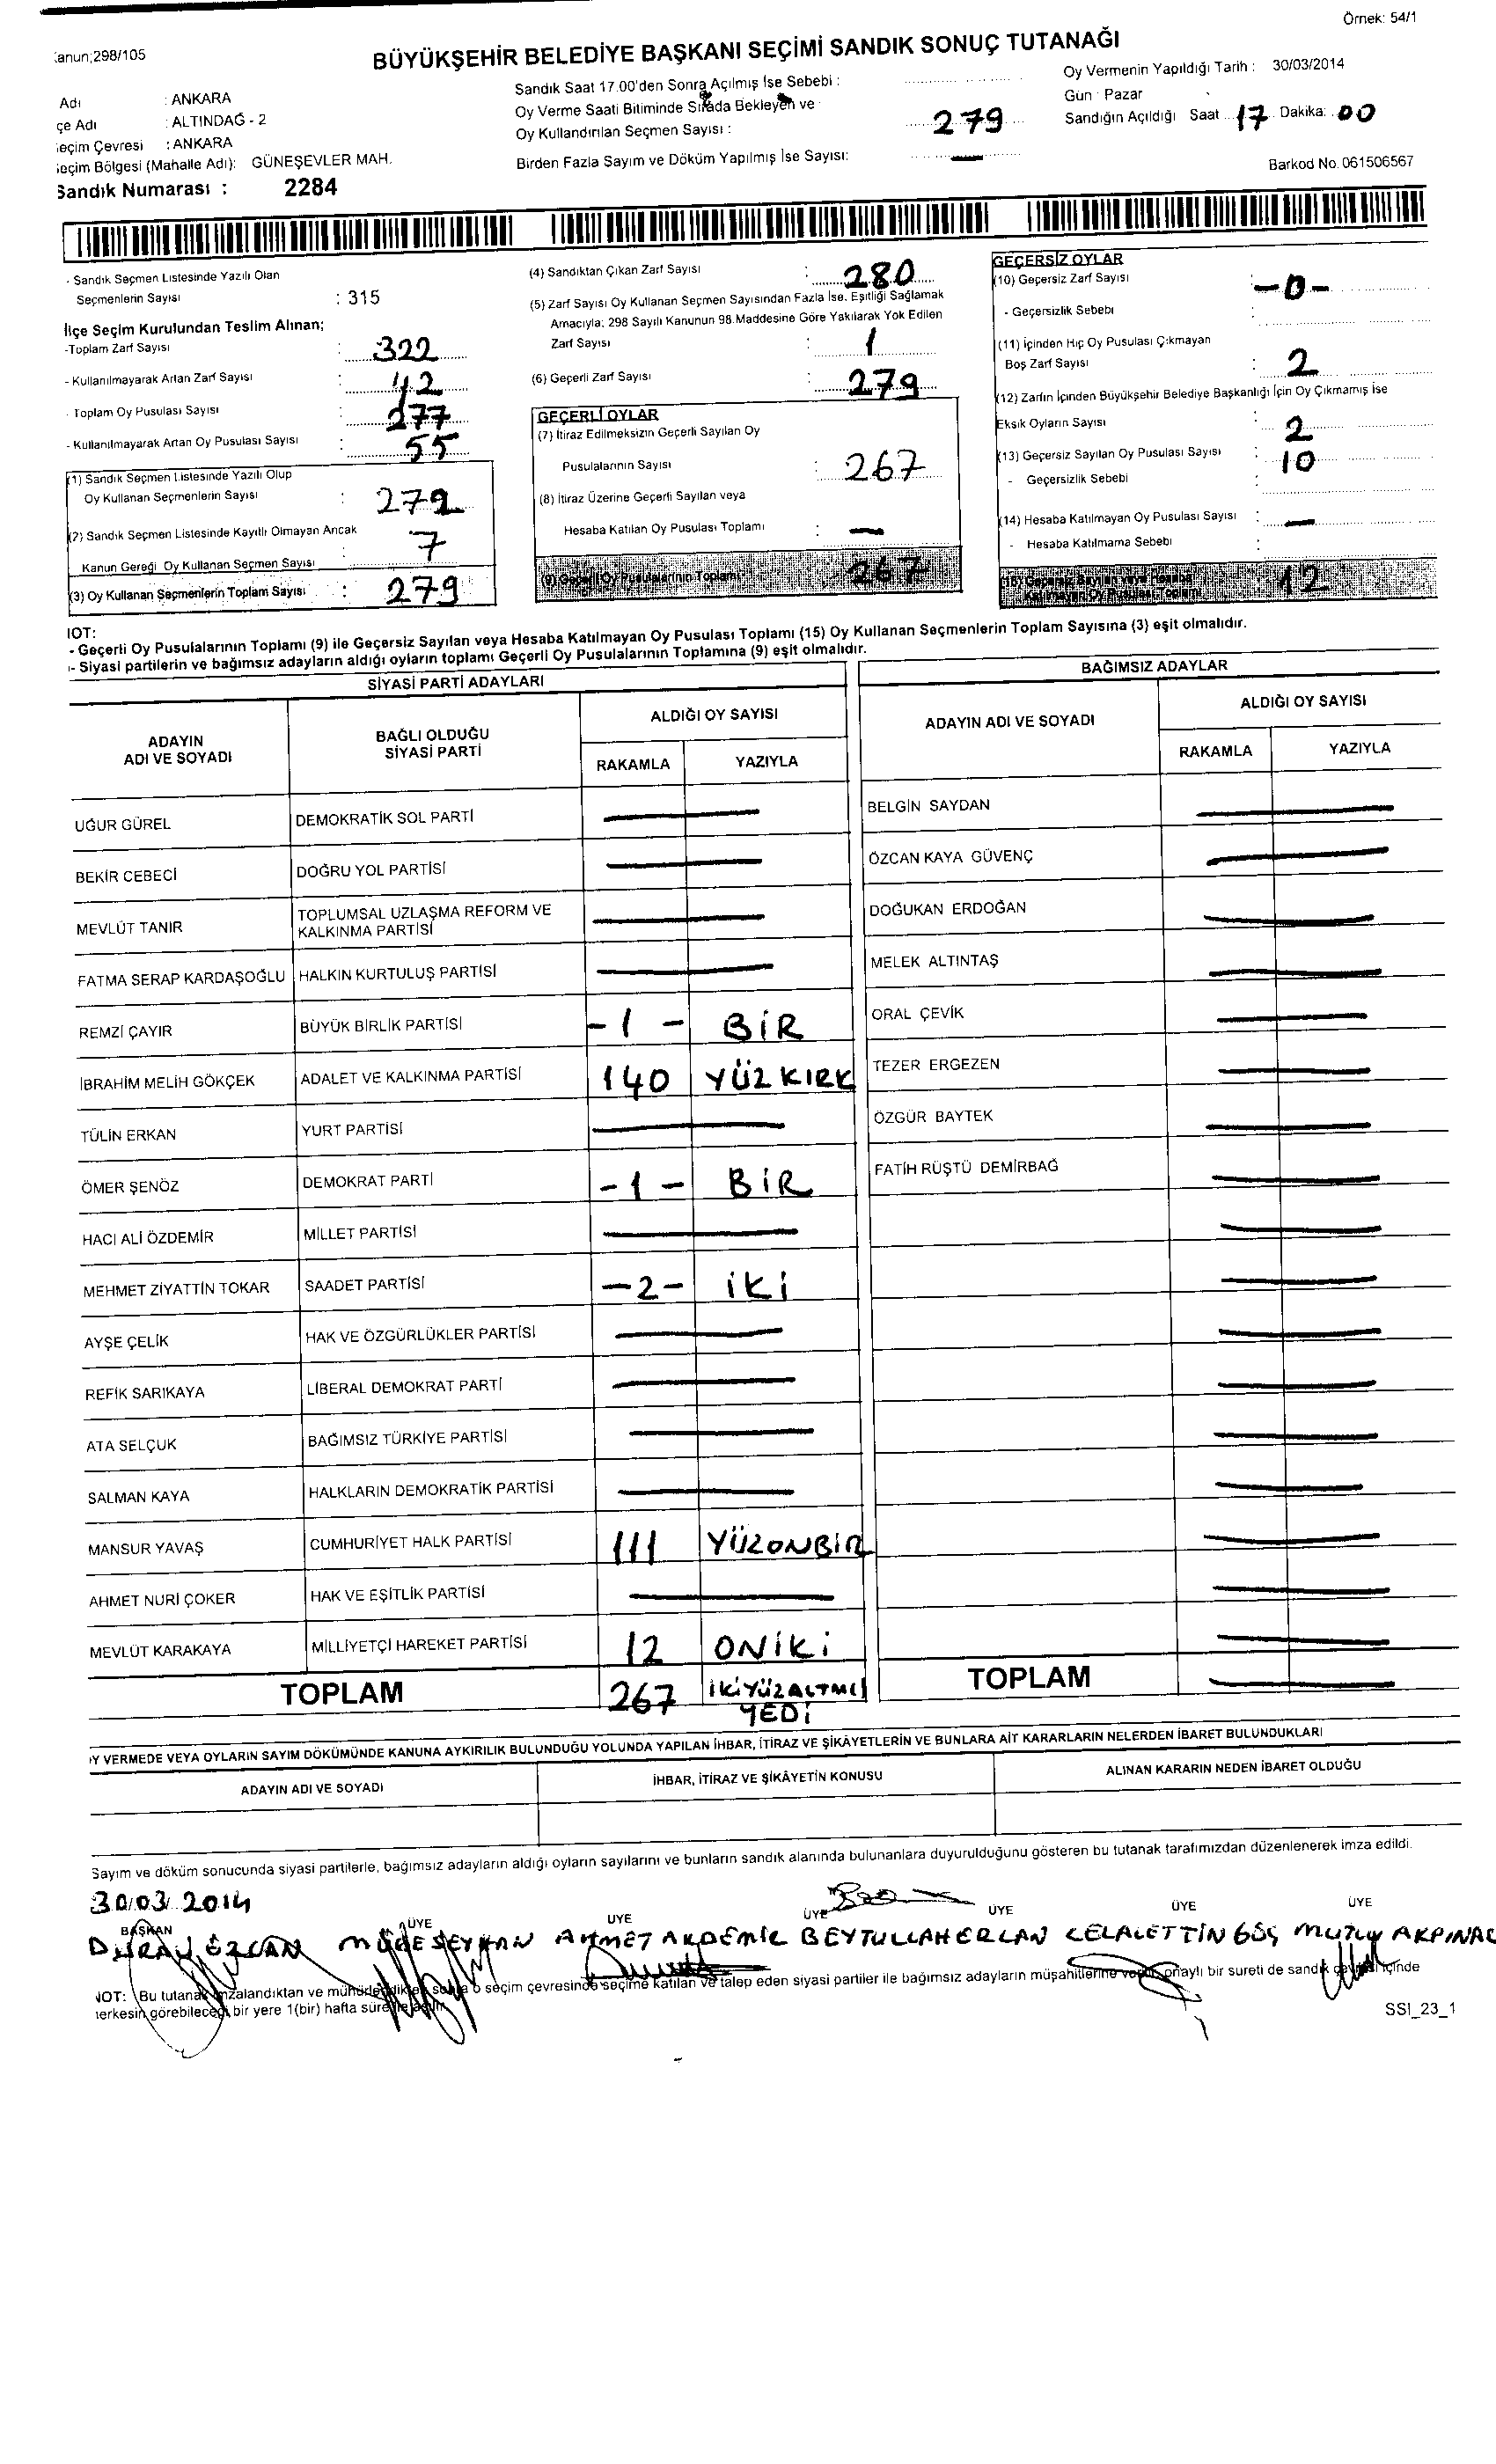 Örnek: 54/1
anun;298/105
BÜYÜKŞEHİR BELEDİYE BAŞKANI SEÇİMİ SANDIK SONUÇ TUTANAĞI
Adı : ANKARA
çe Adı : ALTINDAĞ - 2
eçim Çevresi : ANKARA
eçim Bölgesi (Mahalle Adı): GÜNEŞEVLER MAH.
Sandık Numarası : 2284
Sandık Saat 17.00'den Sonra Açılmış İse Sebebi :
Oy Verme Saati Bitiminde Sırada Bekleyen ve
Oy Kullandırılan Seçmen Sayısı : 279
Birden Fazla Sayım ve Döküm Yapılmış İse Sayısı: —
Oy Vermenin Yapıldığı Tarih : 30/03/2014
Gün : Pazar
Sandığın Açıldığı Saat 17 Dakika: 00
Barkod No. 061506567
- Sandık Seçmen Listesinde Yazılı Olan
Seçmenlerin Sayısı : 315
İlçe Seçim Kurulundan Teslim Alınan;
-Toplam Zarf Sayısı : 322
- Kullanılmayarak Artan Zarf Sayısı : 42
- Toplam Oy Pusulası Sayısı : 277
- Kullanılmayarak Artan Oy Pusulası Sayısı : 55
(1) Sandık Seçmen Listesinde Yazılı Olup
Oy Kullanan Seçmenlerin Sayısı : 272
(2) Sandık Seçmen Listesinde Kayıtlı Olmayan Ancak
Kanun Gereği Oy Kullanan Seçmen Sayısı : 7
(3) Oy Kullanan Seçmenlerin Toplam Sayısı : 279
(4) Sandıktan Çıkan Zarf Sayısı : 280
(5) Zarf Sayısı Oy Kullanan Seçmen Sayısından Fazla İse. Eşitliği Sağlamak
Amacıyla; 298 Sayılı Kanunun 98.Maddesine Göre Yakılarak Yok Edilen
Zarf Sayısı : 1
(6) Geçerli Zarf Sayısı : 279
GEÇERLİ OYLAR
(7) İtiraz Edilmeksizin Geçerli Sayılan Oy
Pusulalarının Sayısı : 267
(8) İtiraz Üzerine Geçerli Sayılan veya
Hesaba Katılan Oy Pusulası Toplamı : —
(9) Geçerli Oy Pusulalarının Toplamı : 267
GEÇERSİZ OYLAR
(10) Geçersiz Zarf Sayısı : -0-
- Geçersizlik Sebebi :
(11) İçinden Hiç Oy Pusulası Çıkmayan
Boş Zarf Sayısı : 2
(12) Zarfın İçinden Büyükşehir Belediye Başkanlığı İçin Oy Çıkmamış İse
Eksik Oyların Sayısı : 2
(13) Geçersiz Sayılan Oy Pusulası Sayısı : 10
- Geçersizlik Sebebi :
(14) Hesaba Katılmayan Oy Pusulası Sayısı : —
- Hesaba Katılmama Sebebi :
(15) Geçersiz Sayılan veya Hesaba
Katılmayan Oy Pusulası Toplamı 12
IOT:
- Geçerli Oy Pusulalarının Toplamı (9) ile Geçersiz Sayılan veya Hesaba Katılmayan Oy Pusulası Toplamı (15) Oy Kullanan Seçmenlerin Toplam Sayısına (3) eşit olmalıdır.
- Siyasi partilerin ve bağımsız adayların aldığı oyların toplamı Geçerli Oy Pusulalarının Toplamına (9) eşit olmalıdır.
SİYASİ PARTİ ADAYLARI
ADAYIN ADI VE SOYADI
BAĞLI OLDUĞU SİYASİ PARTİ
ALDIĞI OY SAYISI
RAKAMLA YAZIYLA
UĞUR GÜREL DEMOKRATİK SOL PARTİ —
BEKİR CEBECİ DOĞRU YOL PARTİSİ —
MEVLÜT TANIR TOPLUMSAL UZLAŞMA REFORM VE KALKINMA PARTİSİ —
FATMA SERAP KARDAŞOĞLU HALKIN KURTULUŞ PARTİSİ —
REMZİ ÇAYIR BÜYÜK BİRLİK PARTİSİ -1- BİR
İBRAHİM MELİH GÖKÇEK ADALET VE KALKINMA PARTİSİ 140 YÜZ KIRK
TÜLİN ERKAN YURT PARTİSİ —
ÖMER ŞENÖZ DEMOKRAT PARTİ -1- BİR
HACI ALİ ÖZDEMİR MİLLET PARTİSİ —
MEHMET ZİYATTİN TOKAR SAADET PARTİSİ -2- İKİ
AYŞE ÇELİK HAK VE ÖZGÜRLÜKLER PARTİSİ —
REFİK SARIKAYA LİBERAL DEMOKRAT PARTİ —
ATA SELÇUK BAĞIMSIZ TÜRKİYE PARTİSİ —
SALMAN KAYA HALKLARIN DEMOKRATİK PARTİSİ —
MANSUR YAVAŞ CUMHURİYET HALK PARTİSİ 111 YÜZONBİR
AHMET NURİ ÇOKER HAK VE EŞİTLİK PARTİSİ —
MEVLÜT KARAKAYA MİLLİYETÇİ HAREKET PARTİSİ 12 ONİKİ
TOPLAM 267 İKİYÜZALTMIŞ YEDİ
BAĞIMSIZ ADAYLAR
ADAYIN ADI VE SOYADI
ALDIĞI OY SAYISI
RAKAMLA YAZIYLA
BELGİN SAYDAN —
ÖZCAN KAYA GÜVENÇ —
DOĞUKAN ERDOĞAN —
MELEK ALTINTAŞ —
ORAL ÇEVİK —
TEZER ERGEZEN —
ÖZGÜR BAYTEK —
FATİH RÜŞTÜ DEMİRBAĞ —
TOPLAM —
Y VERMEDE VEYA OYLARIN SAYIM DÖKÜMÜNDE KANUNA AYKIRILIK BULUNDUĞU YOLUNDA YAPILAN İHBAR, İTİRAZ VE ŞİKÂYETLERİN VE BUNLARA AİT KARARLARIN NELERDEN İBARET BULUNDUKLARI
ADAYIN ADI VE SOYADI İHBAR, İTİRAZ VE ŞİKÂYETİN KONUSU ALINAN KARARIN NEDEN İBARET OLDUĞU
Sayım ve döküm sonucunda siyasi partilerle, bağımsız adayların aldığı oyların sayılarını ve bunların sandık alanında bulunanlara duyurulduğunu gösteren bu tutanak tarafımızdan düzenlenerek imza edildi.
30/03/2014
BAŞKAN ÜYE ÜYE ÜYE ÜYE ÜYE ÜYE
DURAN ÖZCAN MÜGE SEYHAN AHMET AKDEMİR BEYTULLAH ERCAN CELALETTİN GÖÇ MUTLU AKPINAR
NOT: Bu tutanak imzalandıktan ve mühürlendikten sonra o seçim çevresinde seçime katılan ve talep eden siyasi partiler ile bağımsız adayların müşahitlerine onaylı bir sureti de sandık çevresi içinde
erkesin görebileceği bir yere 1(bir) hafta süre ile asılır.
SSI_23_1